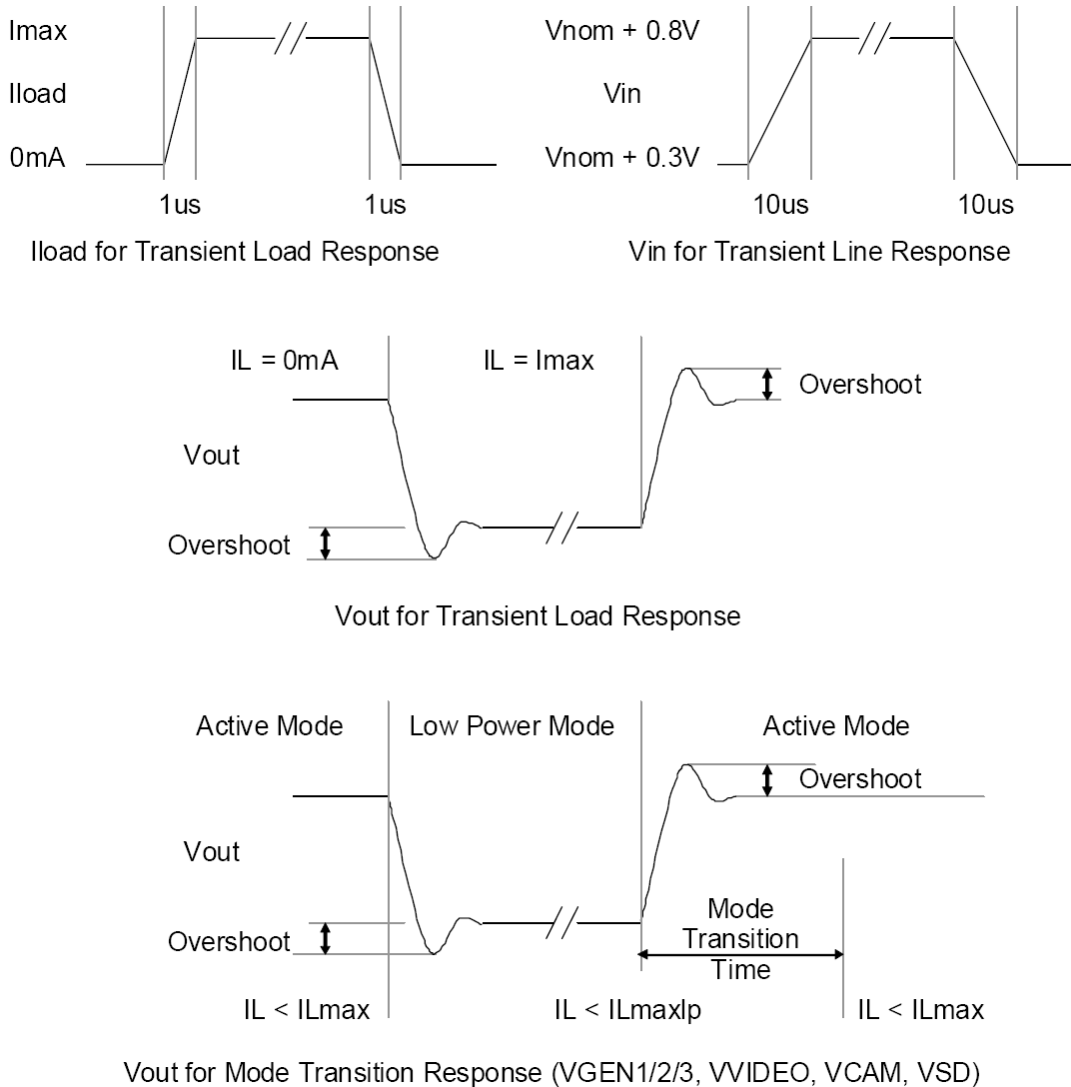 Imax
Iload
0mA
1us 1us
Iload for Transient Load Response
Vnom + 0.8V
Vin
Vnom + 0.3V
10us 10us
Vin for Transient Line Response
IL = 0mA IL = Imax
Overshoot
Vout
Overshoot
Vout for Transient Load Response
Active Mode Low Power Mode Active Mode
Overshoot
Vout
Overshoot
Mode
Transition
Time
IL < ILmax IL < ILmaxlp IL < ILmax
Vout for Mode Transition Response (VGEN1/2/3, VVIDEO, VCAM, VSD)